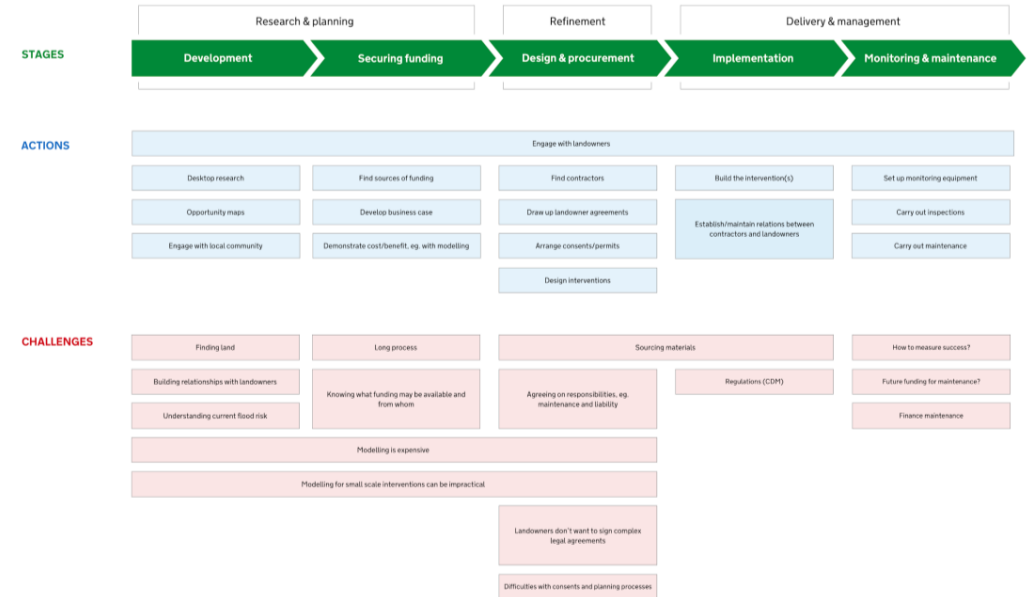 Research & planning
Refinement
Delivery & management
STAGES
Development
Securing funding
Design & procurement
Implementation
Monitoring & maintenance
ACTIONS
Engage with landowners
Desktop research
Find sources of funding
Find contractors
Build the intervention(s)
Set up monitoring equipment
Opportunity maps
Develop business case
Draw up landowner agreements
Establish/maintain relations between
contractors and landowners
Carry out inspections
Engage with local community
Demonstrate cost/benefit, eg. with modelling
Arrange consents/permits
Carry out maintenance
Design interventions
CHALLENGES
Finding land
Long process
Sourcing materials
How to measure success?
Building relationships with landowners
Knowing what funding may be available and
from whom
Agreeing on responsibilities, eg.
maintenance and liability
Regulations (CDM)
Future funding for maintenance?
Understanding current flood risk
Finance maintenance
Modelling is expensive
Modelling for small scale interventions can be impractical
Landowners don't want to sign complex
legal agreements
Difficulties with consents and planning processes